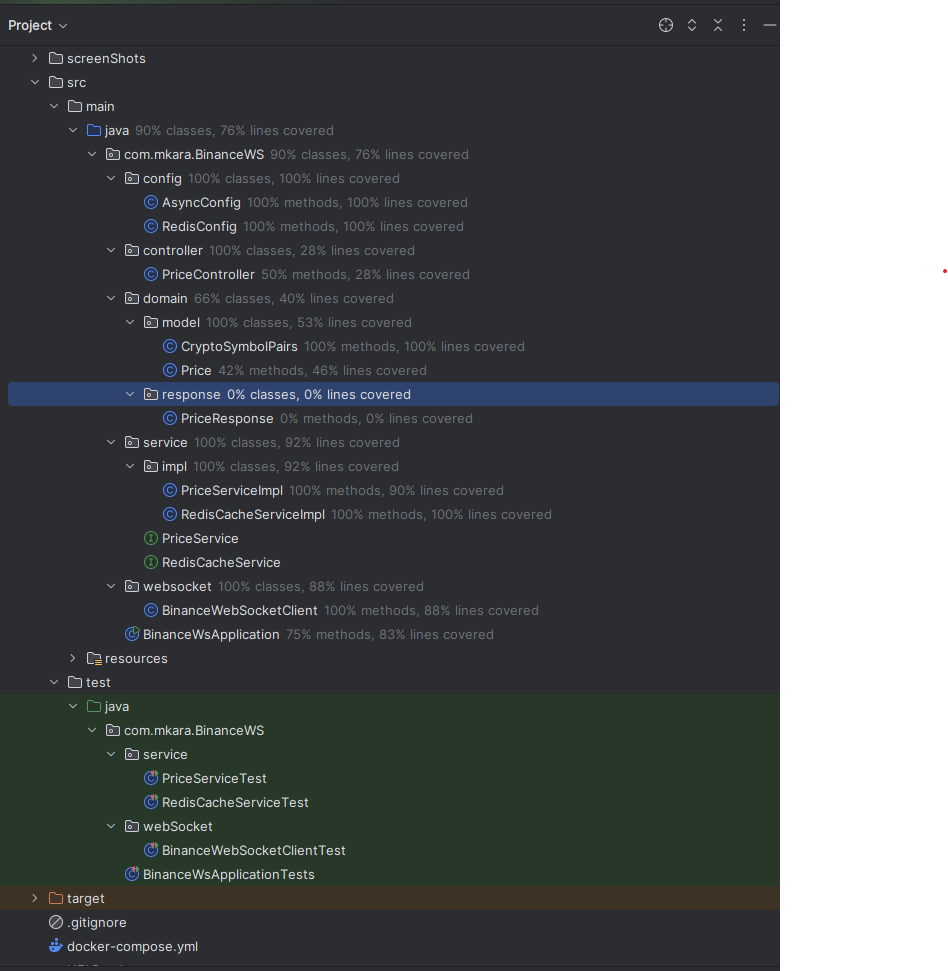 Project
screenShots
src
main
java 90% classes, 76% lines covered
com.mkara.BinanceWS 90% classes, 76% lines covered
config 100% classes, 100% lines covered
AsyncConfig 100% methods, 100% lines covered
RedisConfig 100% methods, 100% lines covered
controller 100% classes, 28% lines covered
PriceController 50% methods, 28% lines covered
domain 66% classes, 40% lines covered
model 100% classes, 53% lines covered
CryptoSymbolPairs 100% methods, 100% lines covered
Price 42% methods, 46% lines covered
response 0% classes, 0% lines covered
PriceResponse 0% methods, 0% lines covered
service 100% classes, 92% lines covered
impl 100% classes, 92% lines covered
PriceServiceImpl 100% methods, 90% lines covered
RedisCacheServiceImpl 100% methods, 100% lines covered
PriceService
RedisCacheService
websocket 100% classes, 88% lines covered
BinanceWebSocketClient 100% methods, 88% lines covered
BinanceWsApplication 75% methods, 83% lines covered
resources
test
java
com.mkara.BinanceWS
service
PriceServiceTest
RedisCacheServiceTest
webSocket
BinanceWebSocketClientTest
BinanceWsApplicationTests
target
.gitignore
docker-compose.yml